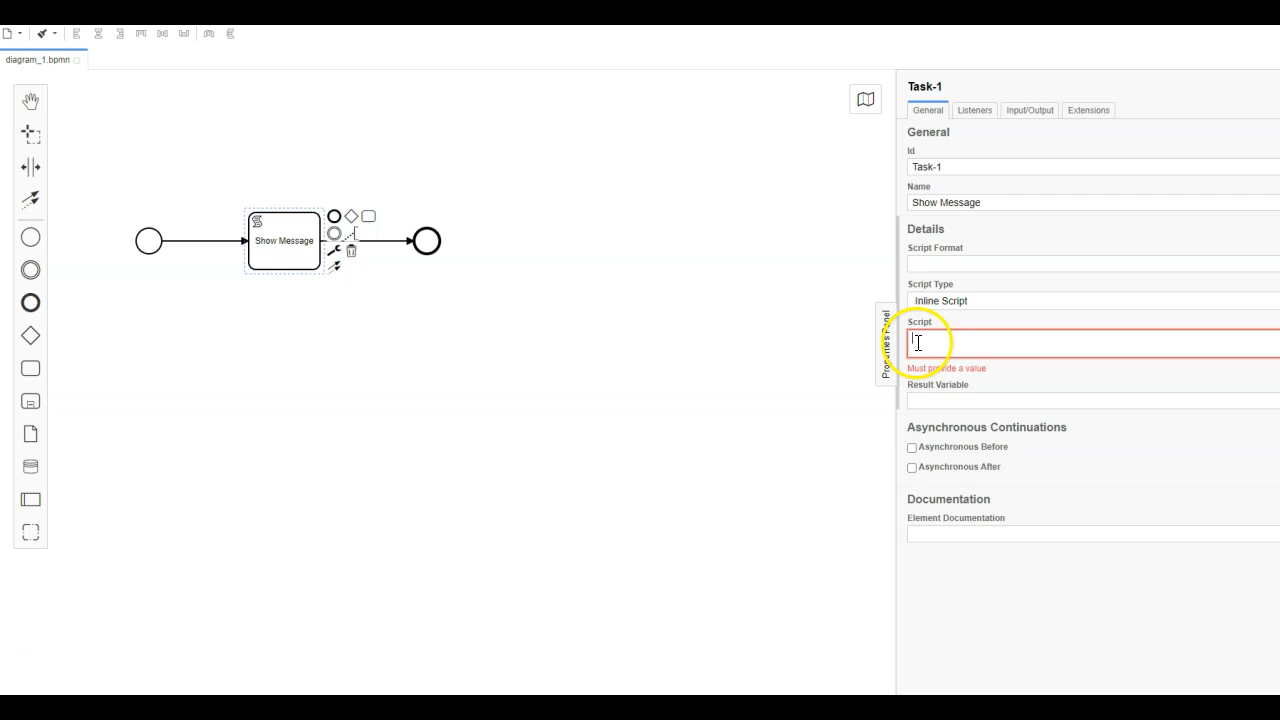 diagram_1.bpmn
Task-1
General
Listeners
Input/Output
Extensions
General
Id
Task-1
Name
Show Message
Details
Script Format
Script Type
Inline Script
Script
Must provide a value
Result Variable
Asynchronous Continuations
Asynchronous Before
Asynchronous After
Documentation
Element Documentation
Properties Panel
Show Message